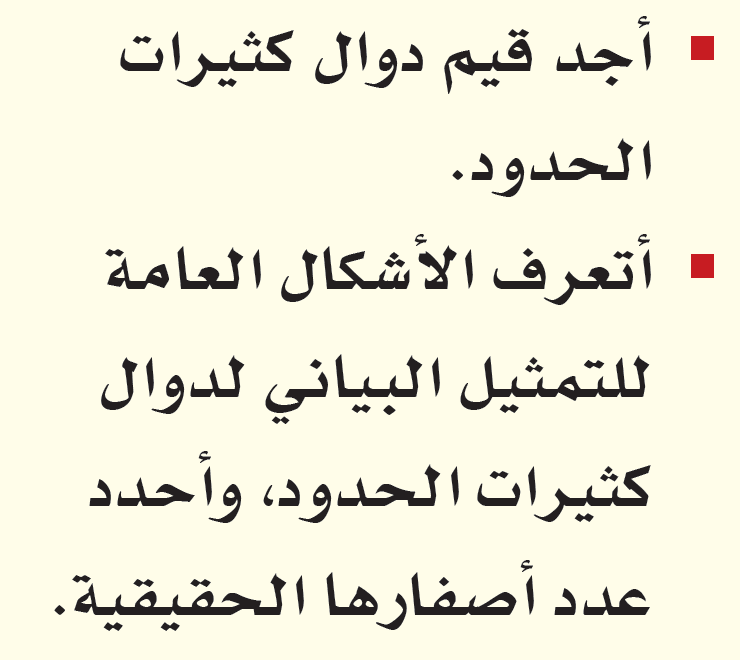 أجد قيم دوال كثيرات
الحدود.
أتعرف الأشكال العامة
للتمثيل البياني لدوال
كثيرات الحدود، وأحدد
عدد أصفارها الحقيقية.